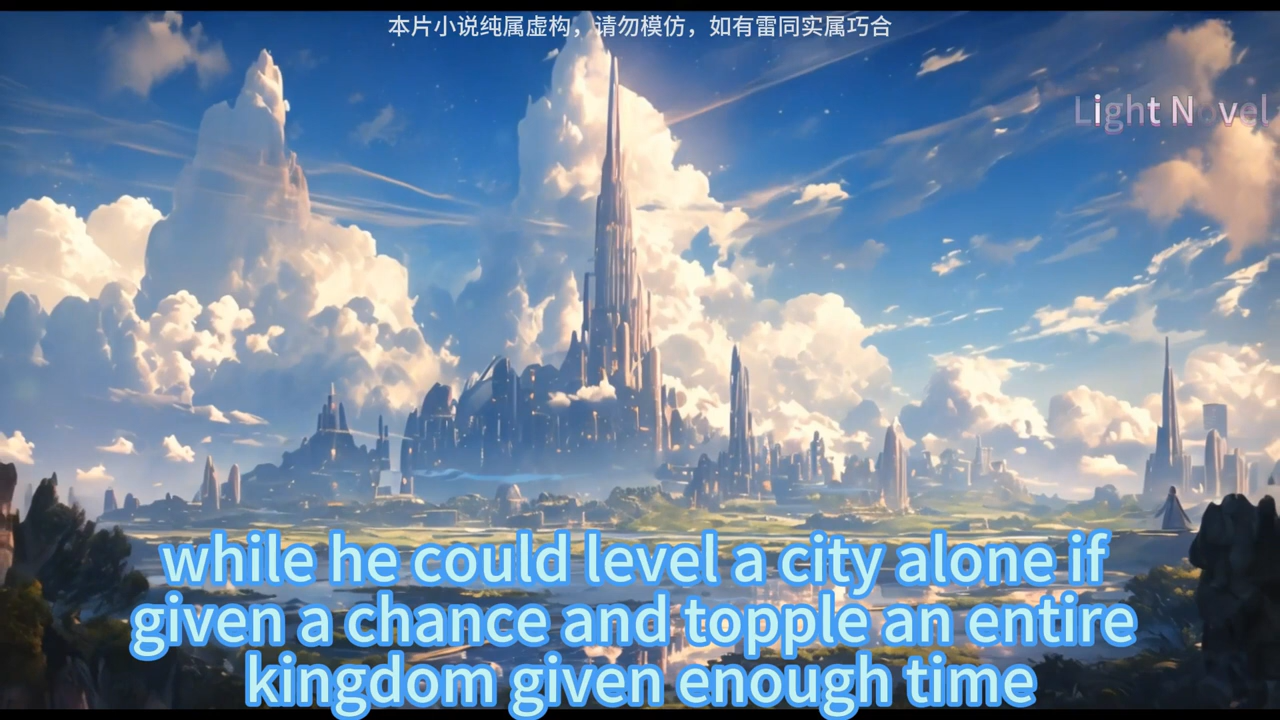 本片小说纯属虚构，请勿模仿，如有雷同实属巧合
Light Novel
while he could level a city alone if
given a chance and topple an entire
kingdom given enough time